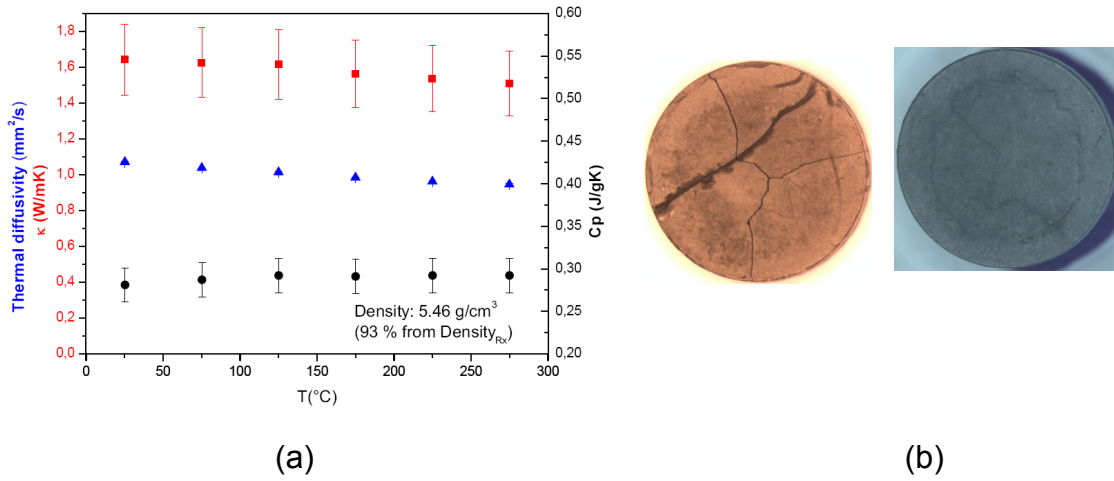 Thermal diffusivity (mm²/s)
κ (W/mK)
1,8
1,6
1,4
1,2
1,0
0,8
0,6
0,4
0,2
0,0
0,60
0,55
0,50
0,45
0,40
0,35
0,30
0,25
0,20
Cp (J/gK)
Density: 5.46 g/cm³
(93 % from Density_Rx)
0 50 100 150 200 250 300
T(°C)
(a) (b)